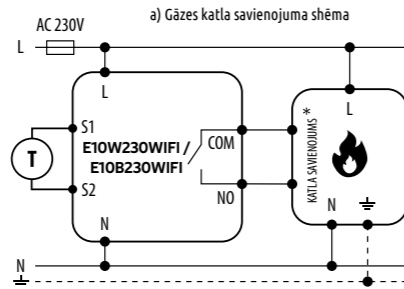 a) Gāzes katla savienojuma shēma
AC 230V
L
L
L
S1
E10W230WIFI /
E10B230WIFI
COM
KATLA SAVIENOJUMS *
T
S2
NO
N
N
N